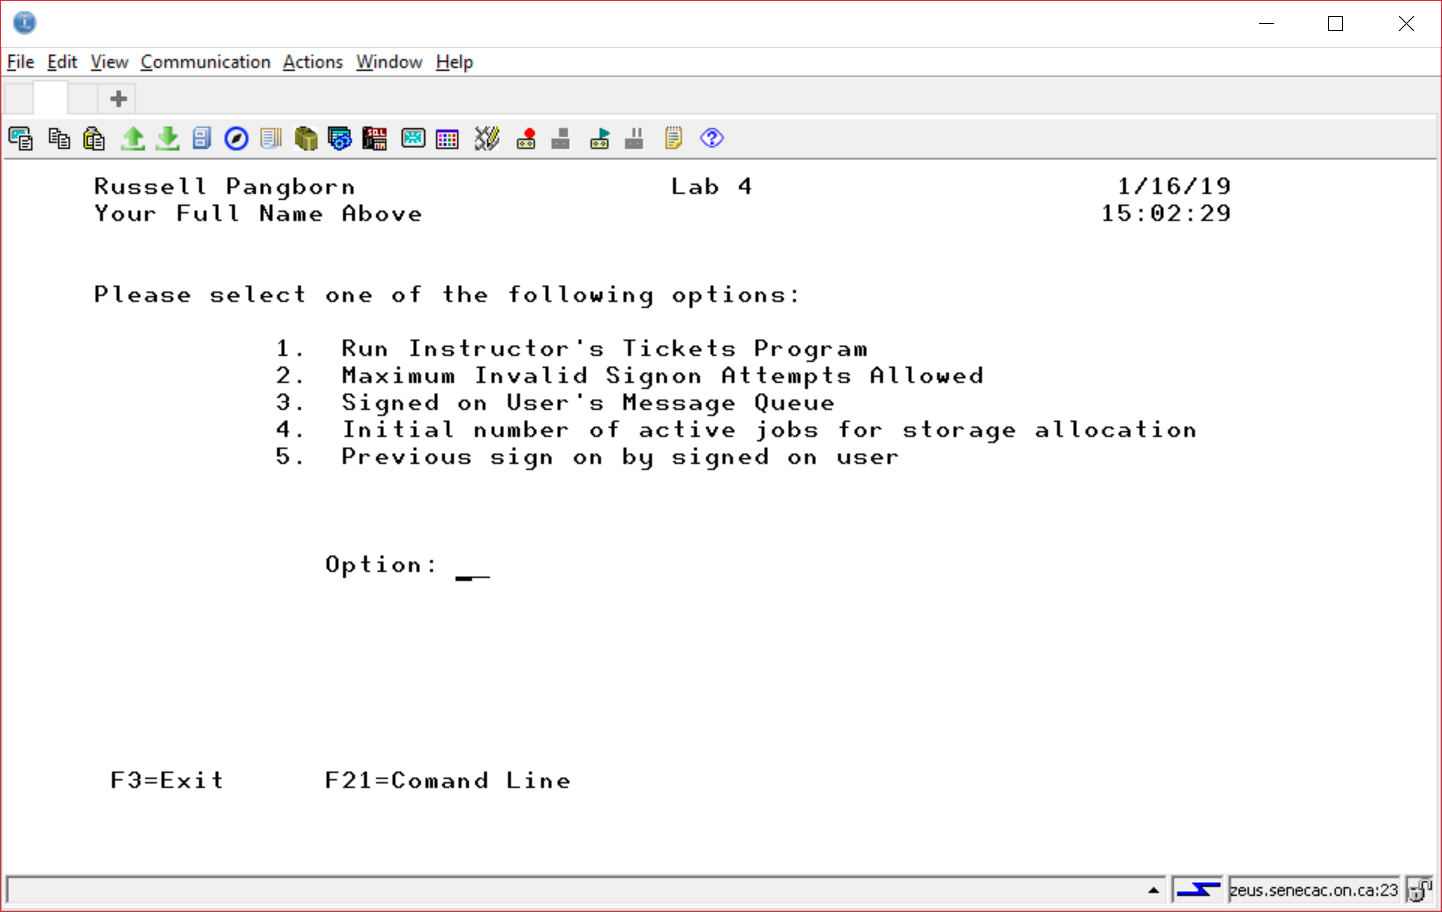 File Edit View Communication Actions Window Help
Russell Pangborn Lab 4 1/16/19
Your Full Name Above 15:02:29
Please select one of the following options:
1. Run Instructor's Tickets Program
2. Maximum Invalid Signon Attempts Allowed
3. Signed on User's Message Queue
4. Initial number of active jobs for storage allocation
5. Previous sign on by signed on user
Option: __
F3=Exit F21=Comand Line
zeus.senecac.on.ca:23